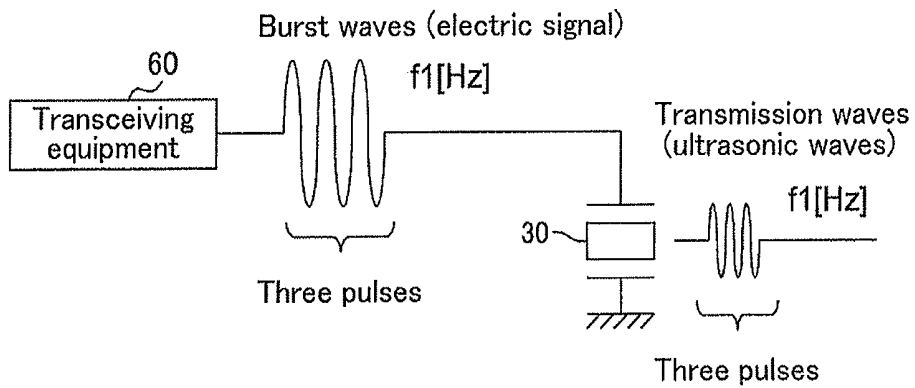 Burst waves (electric signal)
60
f1[Hz]
Transceiving
equipment
Transmission waves
(ultrasonic waves)
f1[Hz]
30
Three pulses
Three pulses